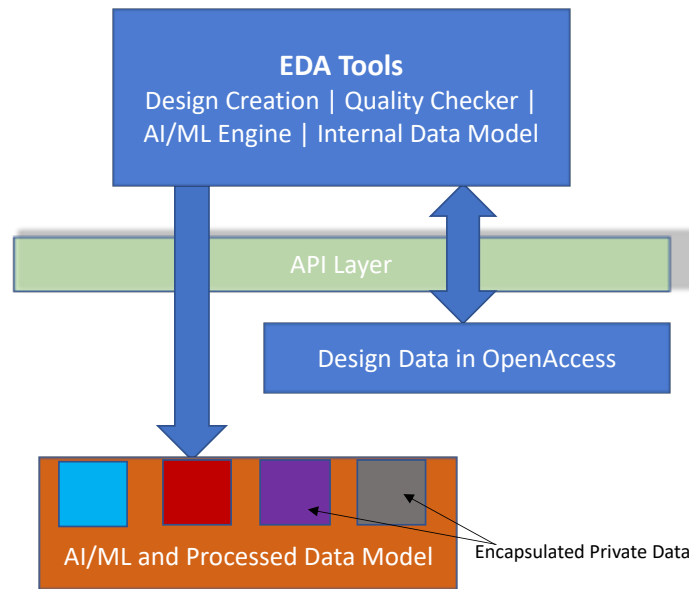 EDA Tools
Design Creation | Quality Checker |
AI/ML Engine | Internal Data Model
API Layer
Design Data in OpenAccess
AI/ML and Processed Data Model
Encapsulated Private Data